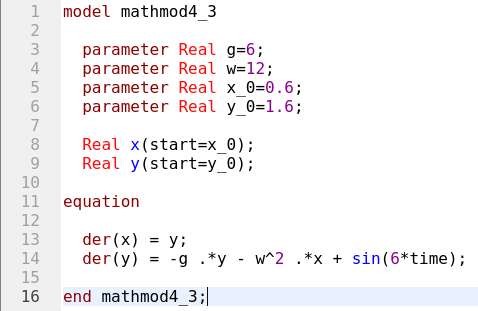 1 model mathmod4_3
2
3 parameter Real g=6;
4 parameter Real w=12;
5 parameter Real x_0=0.6;
6 parameter Real y_0=1.6;
7
8 Real x(start=x_0);
9 Real y(start=y_0);
10
11 equation
12
13 der(x) = y;
14 der(y) = -g .*y - w^2 .*x + sin(6*time);
15
16 end mathmod4_3;